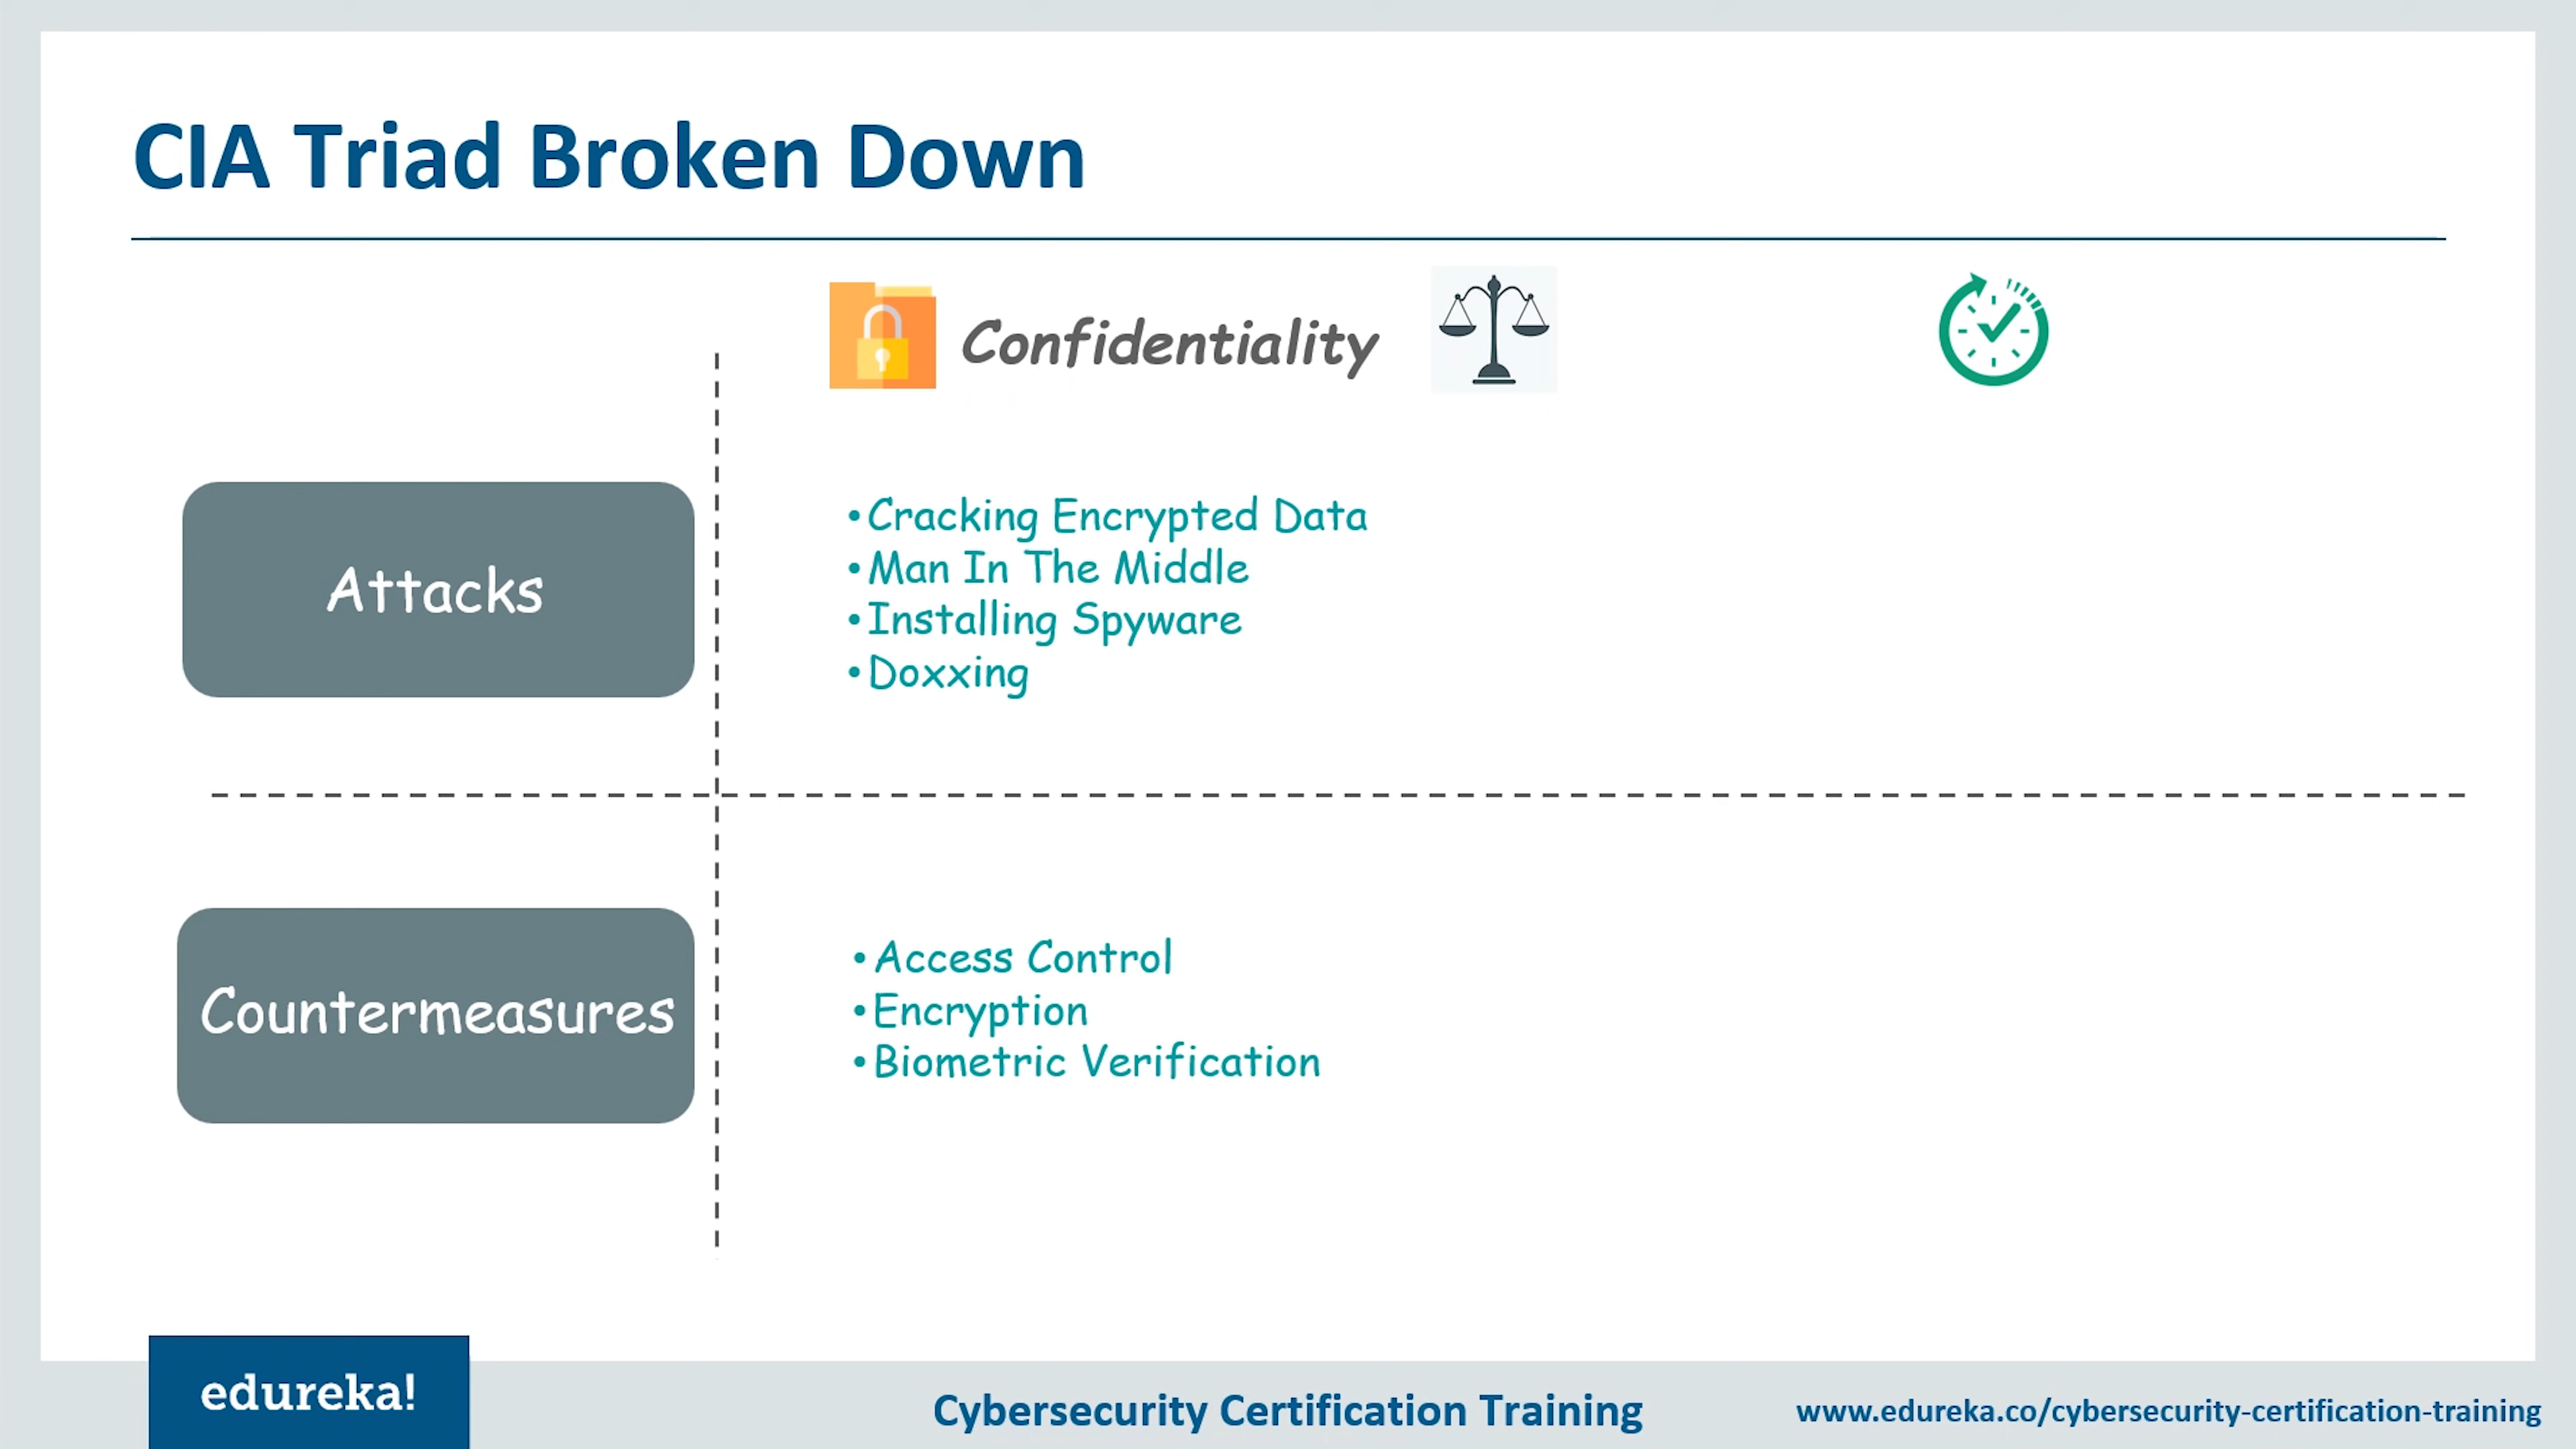 CIA Triad Broken Down
Confidentiality
Attacks
•Cracking Encrypted Data
•Man In The Middle
•Installing Spyware
•Doxxing
Countermeasures
•Access Control
•Encryption
•Biometric Verification
edureka!
Cybersecurity Certification Training
www.edureka.co/cybersecurity-certification-training